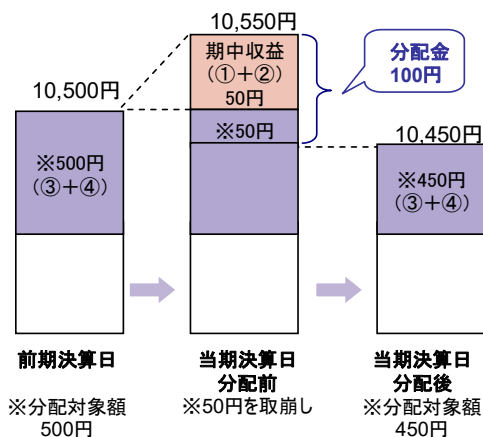 10,550円
期中収益
(①+②)
50円
分配金
100円
10,500円
※50円
10,450円
※500円
(③+④)
※450円
(③+④)
前期決算日
当期決算日
分配前
当期決算日
分配後
※分配対象額
500円
※50円を取崩し
※分配対象額
450円